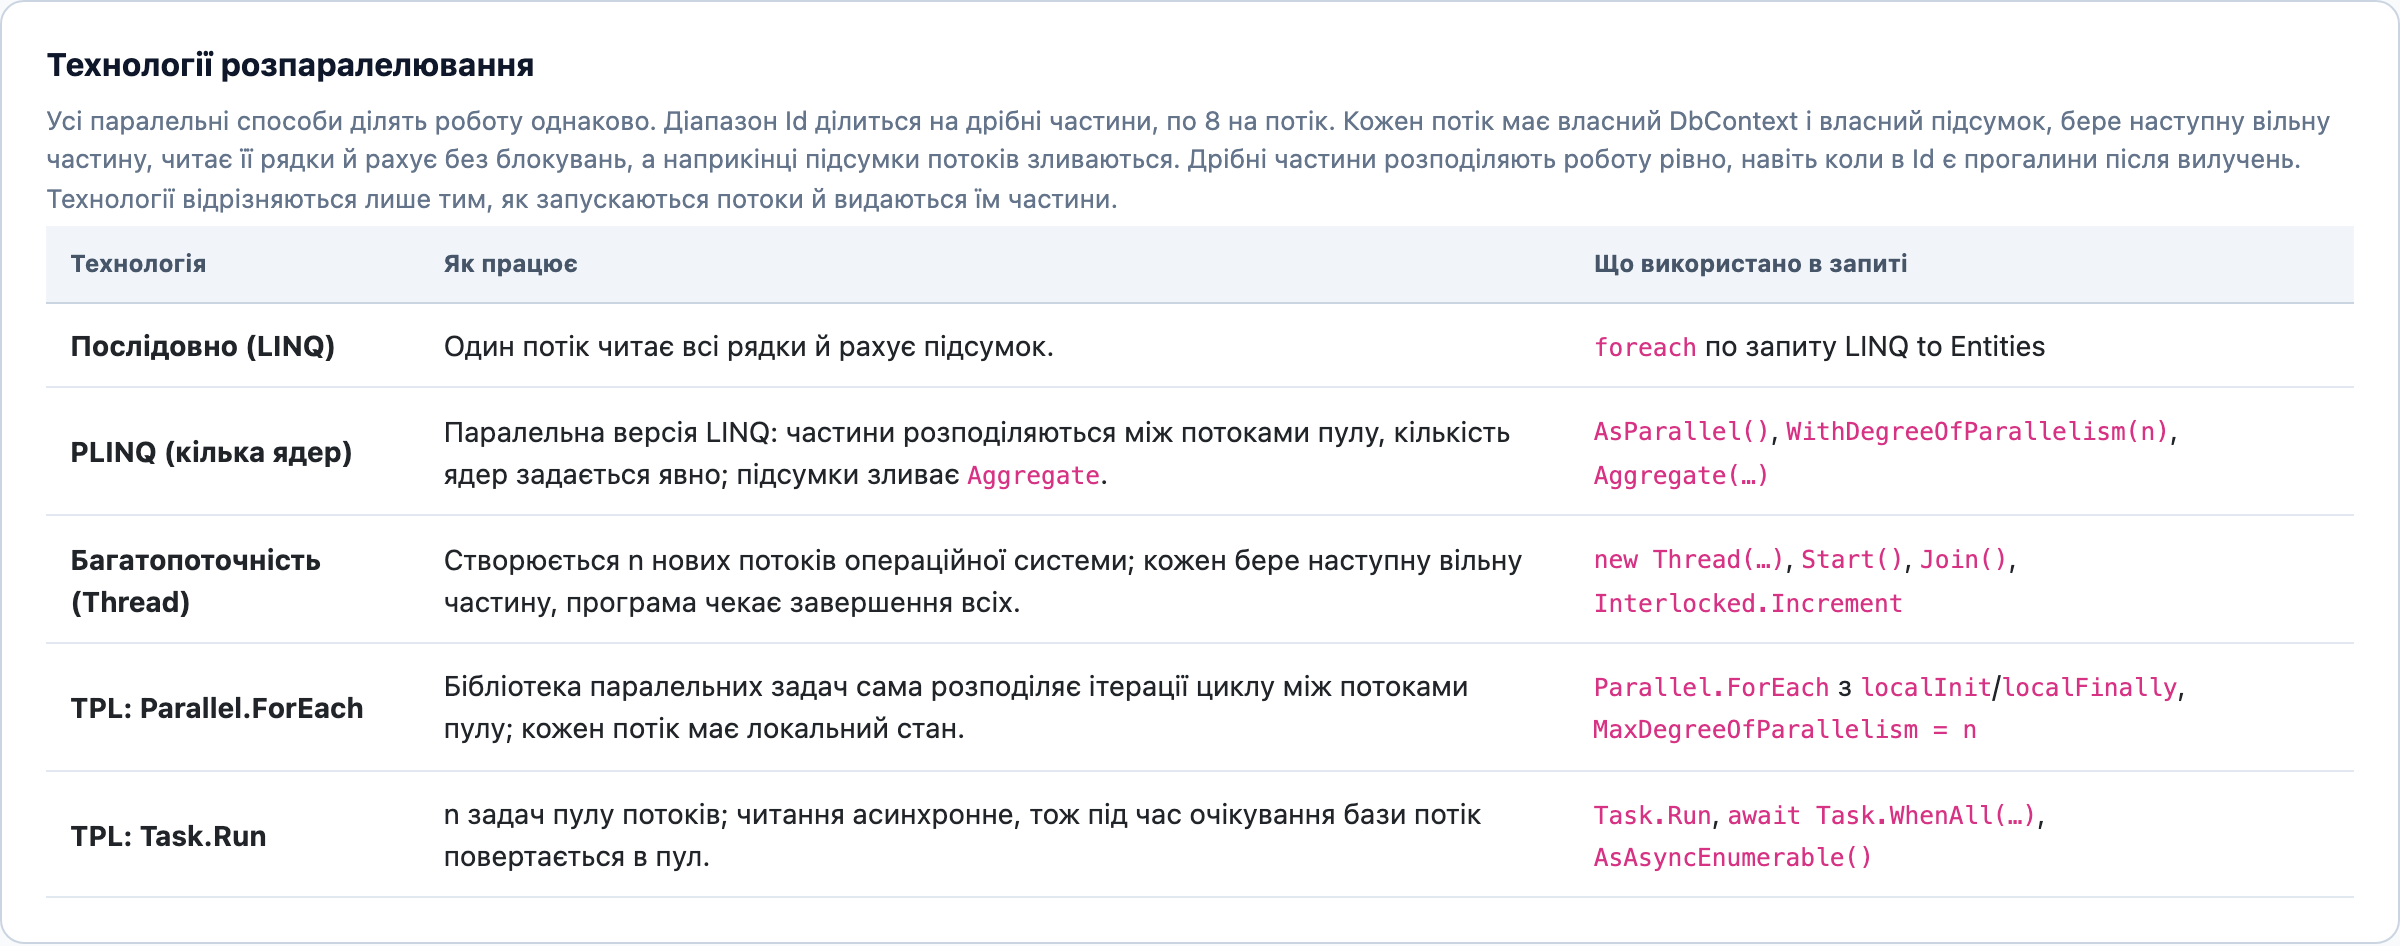 Технології розпаралелювання
Усі паралельні способи ділять роботу однаково. Діапазон Id ділиться на дрібні частини, по 8 на потік. Кожен потік має власний DbContext і власний підсумок, бере наступну вільну
частину, читає її рядки й рахує без блокувань, а наприкінці підсумки потоків зливаються. Дрібні частини розподіляють роботу рівно, навіть коли в Id є прогалини після вилучень.
Технології відрізняються лише тим, як запускаються потоки й видаються їм частини.
Технологія Як працює Що використано в запиті
Послідовно (LINQ) Один потік читає всі рядки й рахує підсумок. foreach по запиту LINQ to Entities
PLINQ (кілька ядер)
Паралельна версія LINQ: частини розподіляються між потоками пулу, кількість
ядер задається явно; підсумки зливає Aggregate.
AsParallel(), WithDegreeOfParallelism(n),
Aggregate(…)
Багатопоточність
(Thread)
Створюється n нових потоків операційної системи; кожен бере наступну вільну
частину, програма чекає завершення всіх.
new Thread(…), Start(), Join(),
Interlocked.Increment
TPL: Parallel.ForEach
Бібліотека паралельних задач сама розподіляє ітерації циклу між потоками
пулу; кожен потік має локальний стан.
Parallel.ForEach з localInit/localFinally,
MaxDegreeOfParallelism = n
TPL: Task.Run
n задач пулу потоків; читання асинхронне, тож під час очікування бази потік
повертається в пул.
Task.Run, await Task.WhenAll(…),
AsAsyncEnumerable()